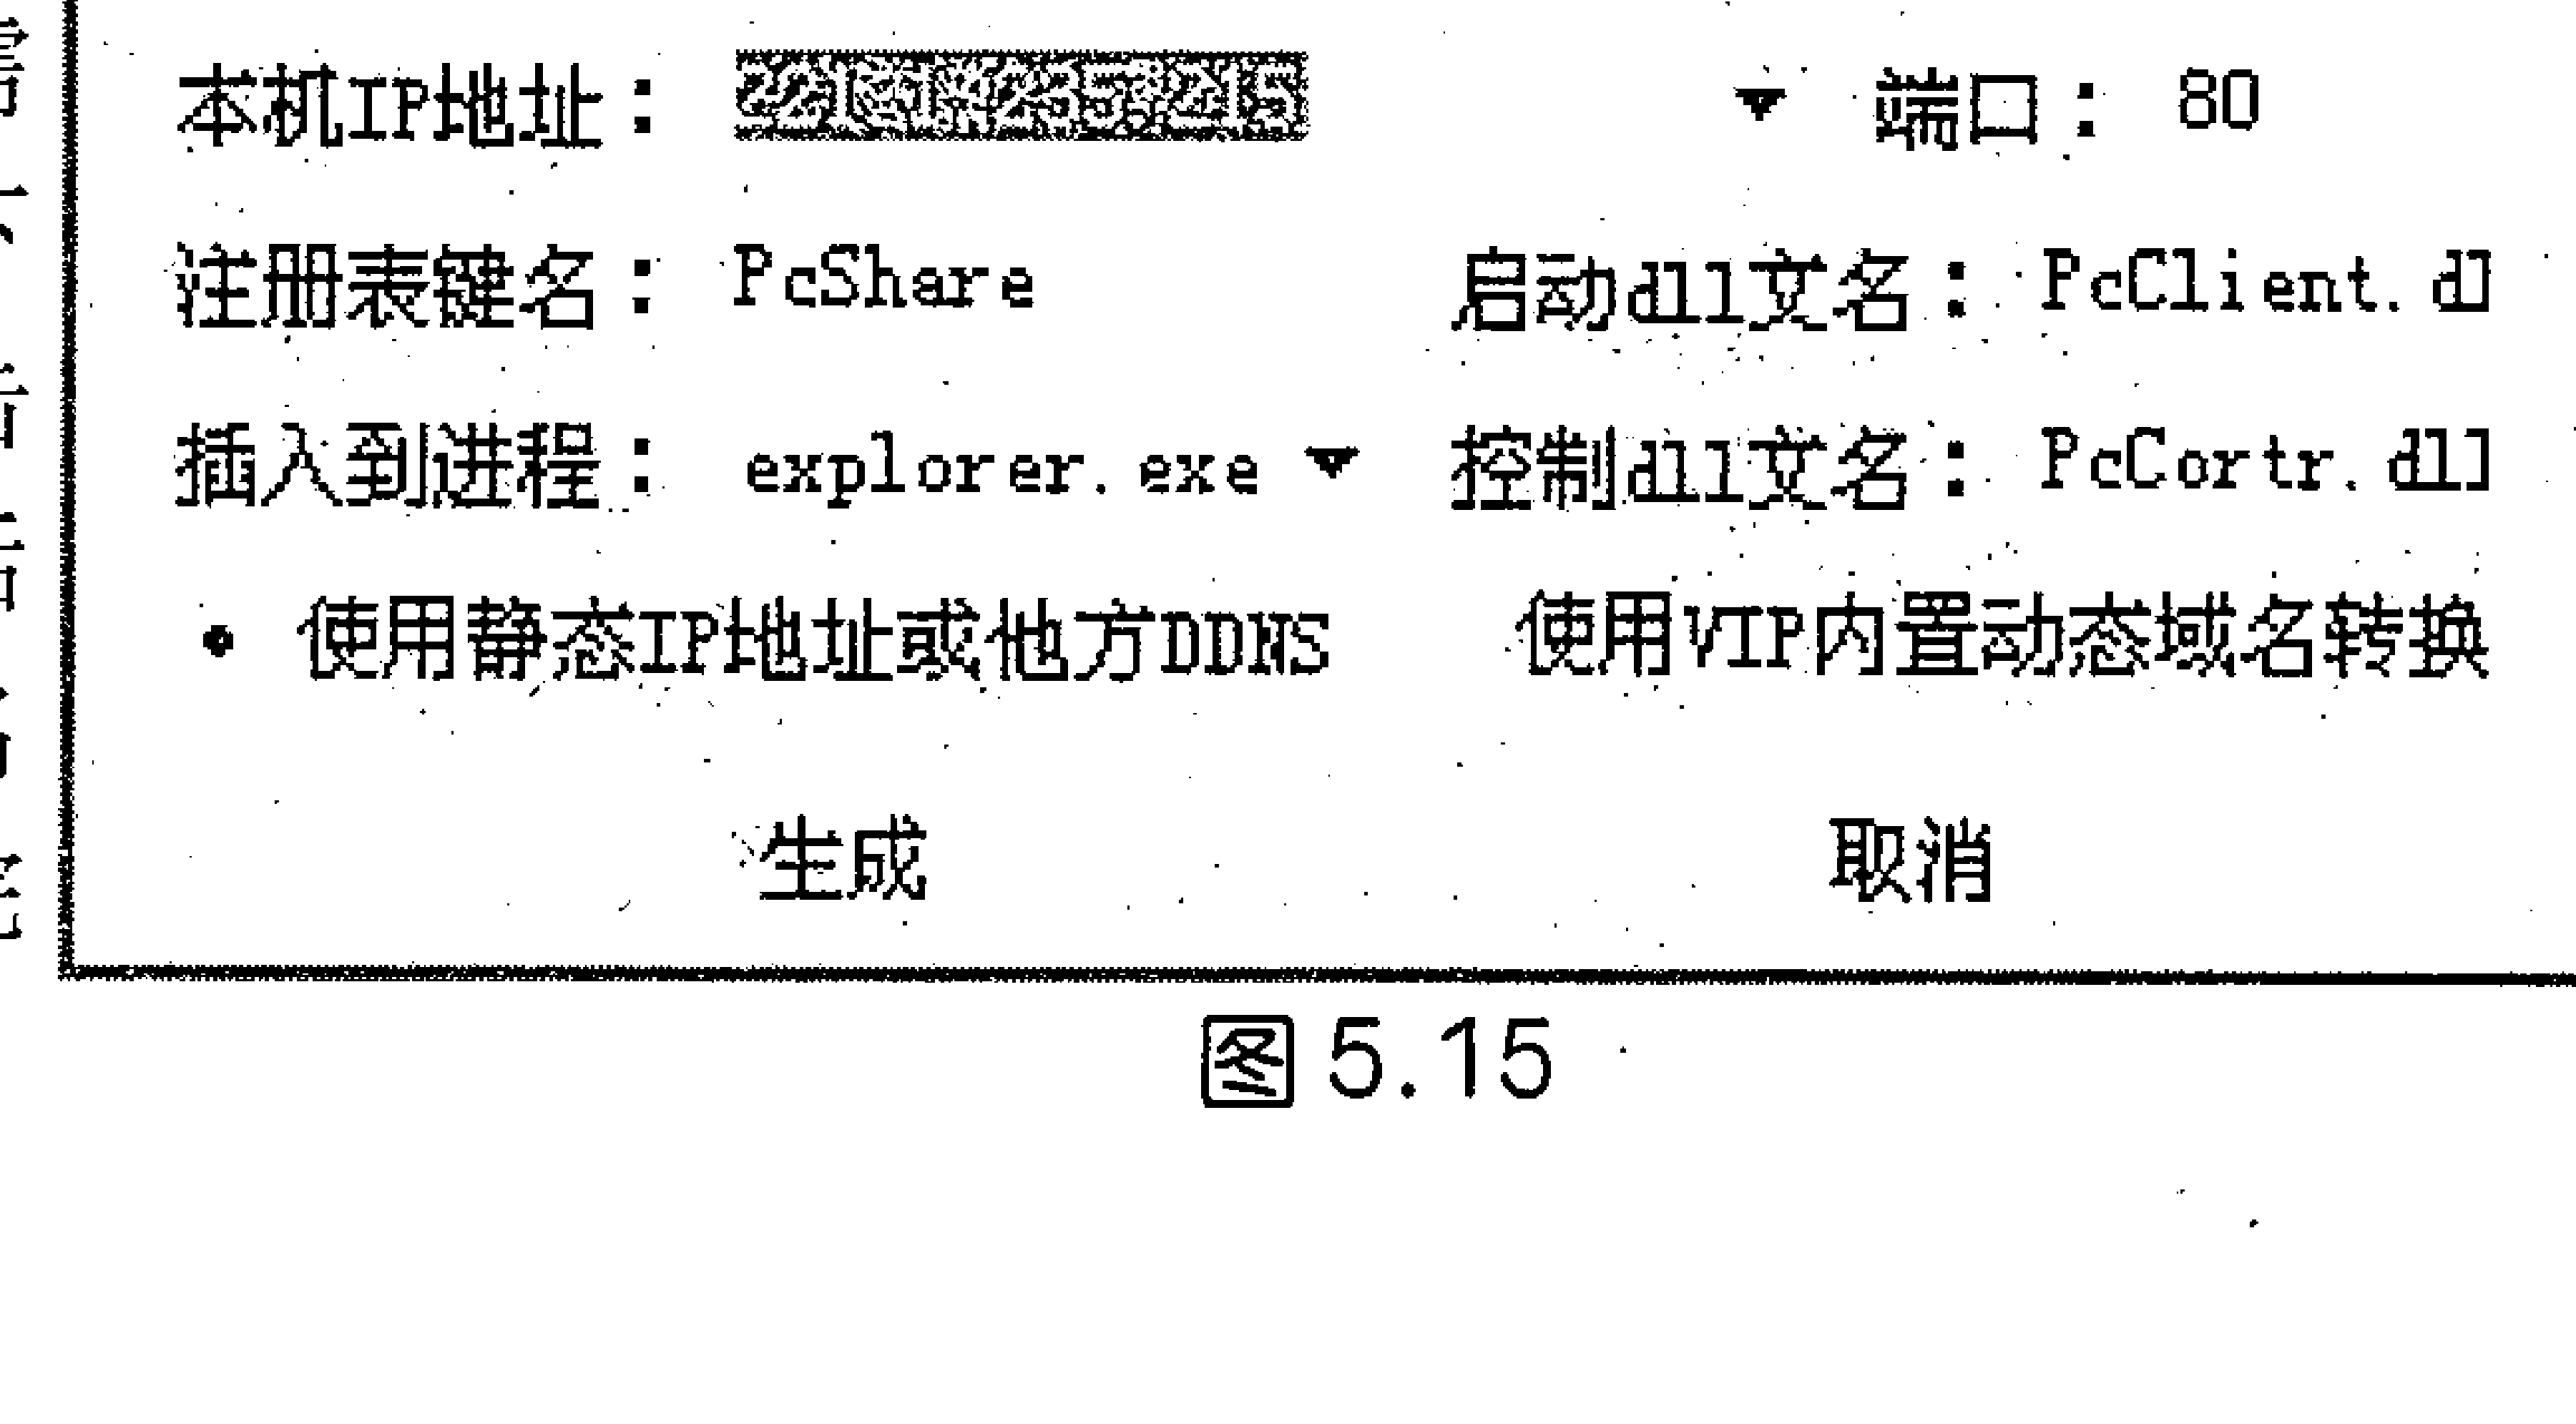 本机IP地址： 端口： 80
注册表键名： PcShare 启动dll文名： PcClient.dl
插入到进程： explorer.exe 控制dll文名： PcCortr.dll
使用静态IP地址或他方DDNS 使用VIP内置动态域名转换
生成 取消
图 5.15